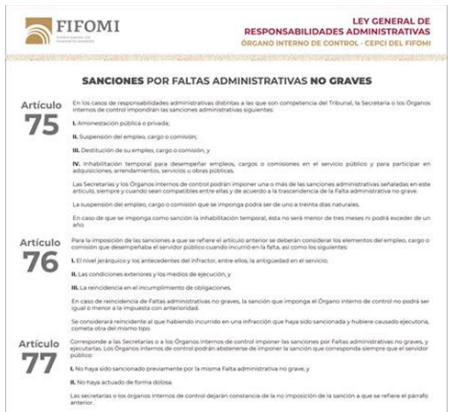 FIFOMI
LEY GENERAL DE
RESPONSABILIDADES ADMINISTRATIVAS
ÓRGANO INTERNO DE CONTROL - CEPCI DEL FIFOMI
SANCIONES POR FALTAS ADMINISTRATIVAS NO GRAVES
Artículo
75
En los casos de responsabilidades administrativas distintas a las que son competencia del Tribunal, la Secretaría o los Órganos
internos de control impondrán las sanciones administrativas siguientes:
I. Amonestación pública o privada;
II. Suspensión del empleo, cargo o comisión;
III. Destitución de su empleo, cargo o comisión, y
IV. Inhabilitación temporal para desempeñar empleos, cargos o comisiones en el servicio público y para participar en
adquisiciones, arrendamientos, servicios u obras públicas.
Las Secretarías y los Órganos internos de control podrán imponer una o más de las sanciones administrativas señaladas en este
artículo, siempre y cuando sean compatibles entre ellas y de acuerdo a la trascendencia de la Falta administrativa no grave.
La suspensión del empleo, cargo o comisión que se imponga podrá ser de uno a treinta días naturales.
En caso de que se imponga como sanción la inhabilitación temporal, ésta no será menor de tres meses ni podrá exceder de un
año.
Artículo
76
Para la imposición de las sanciones a que se refiere el artículo anterior se deberán considerar los elementos del empleo, cargo o
comisión que desempeñaba el servidor público cuando incurrió en la falta, así como los siguientes:
I. El nivel jerárquico y los antecedentes del infractor, entre ellos, la antigüedad en el servicio;
II. Las condiciones exteriores y los medios de ejecución, y
III. La reincidencia en el incumplimiento de obligaciones.
En caso de reincidencia de Faltas administrativas no graves, la sanción que imponga el Órgano interno de control no podrá ser
igual o menor a la impuesta con anterioridad.
Se considerará reincidente al que habiendo incurrido en una infracción que haya sido sancionada y hubiere causado ejecutoria,
cometa otra del mismo tipo
Artículo
77
Corresponde a las Secretarías o a los Órganos internos de control imponer las sanciones por Faltas administrativas no graves, y
ejecutarlas. Los Órganos internos de control podrán abstenerse de imponer la sanción que corresponda siempre que el servidor
público:
I. No haya sido sancionado previamente por la misma Falta administrativa no grave, y
II. No haya actuado de forma dolosa.
Las secretarías o los órganos internos de control dejarán constancia de la no imposición de la sanción a que se refiere el párrafo
anterior.